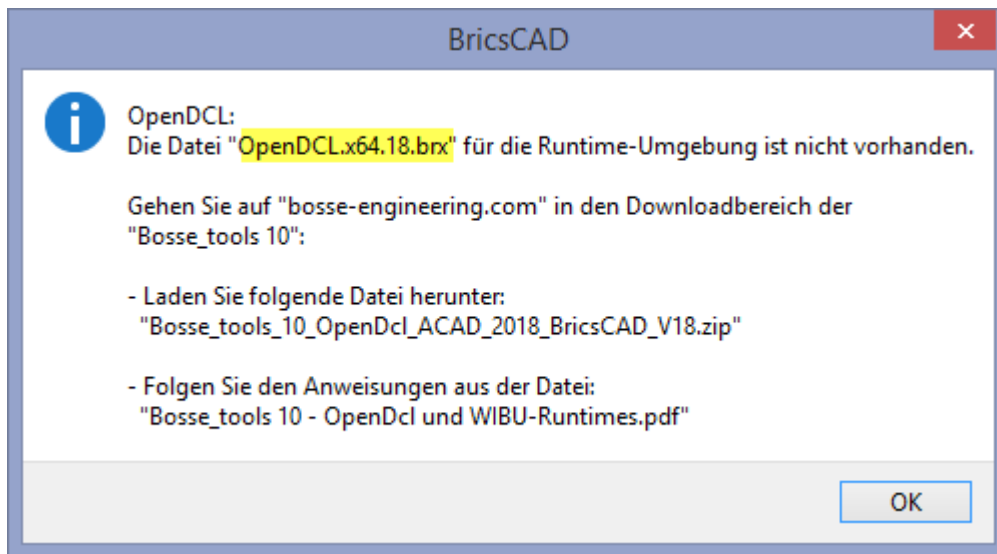 BricsCAD
OpenDCL:
Die Datei "OpenDCL.x64.18.brx" für die Runtime-Umgebung ist nicht vorhanden.
Gehen Sie auf "bosse-engineering.com" in den Downloadbereich der
"Bosse_tools 10":
- Laden Sie folgende Datei herunter:
"Bosse_tools_10_OpenDcl_ACAD_2018_BricsCAD_V18.zip"
- Folgen Sie den Anweisungen aus der Datei:
"Bosse_tools 10 - OpenDcl und WIBU-Runtimes.pdf"
OK